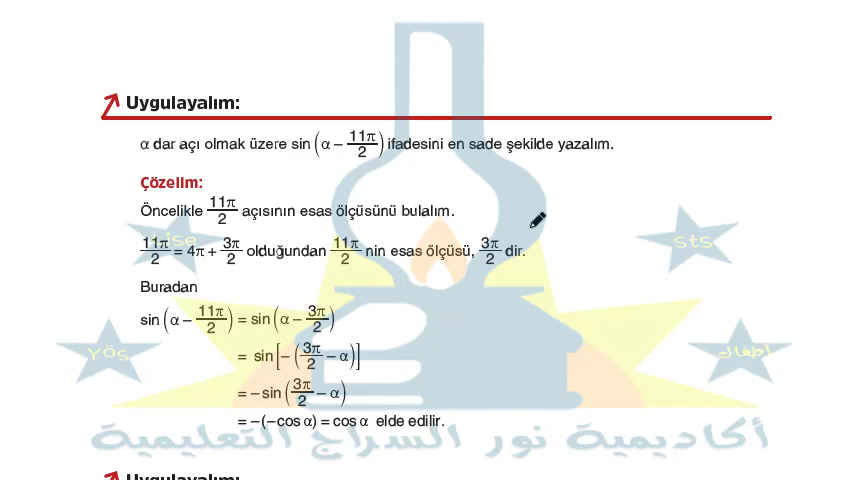 Uygulayalım:
α dar açı olmak üzere sin (α – 11π/2) ifadesini en sade şekilde yazalım.
Çözelim:
Öncelikle 11π/2 açısının esas ölçüsünü bulalım.
11π/2 = 4π + 3π/2 olduğundan 11π/2 nin esas ölçüsü, 3π/2 dir.
Buradan
sin (α – 11π/2) = sin (α – 3π/2)
= sin [– (3π/2 – α)]
= – sin (3π/2 – α)
= – (–cos α) = cos α elde edilir.
Lise
sts
Yös
أطفال
أكاديمية نور السراج التعليمية
Uygulayalım: